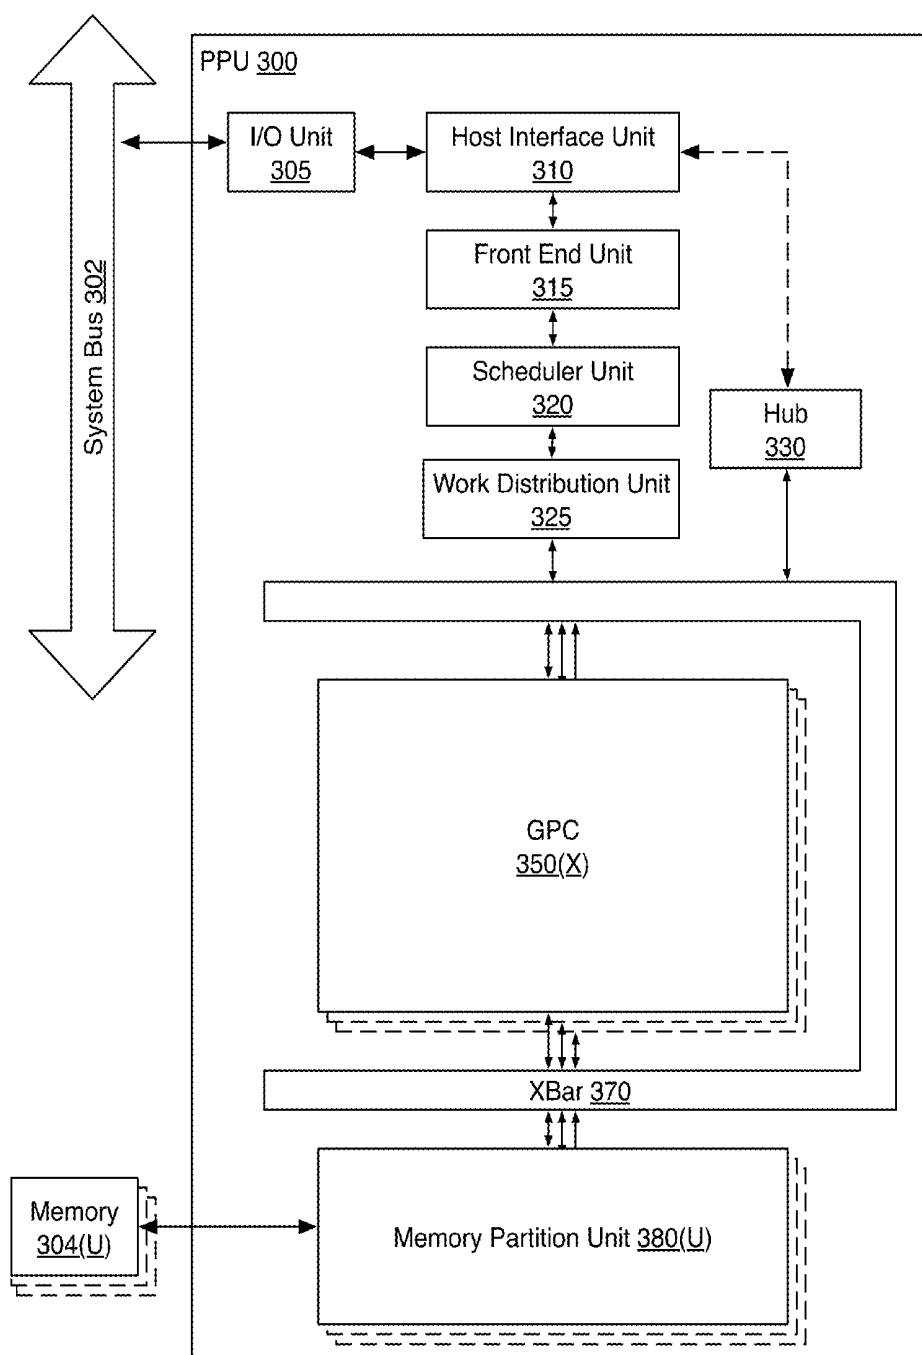 PPU 300
I/O Unit
305
Host Interface Unit
310
Front End Unit
315
System Bus 302
Scheduler Unit
320
Hub
330
Work Distribution Unit
325
GPC
350(X)
XBar 370
Memory
304(U)
Memory Partition Unit 380(U)